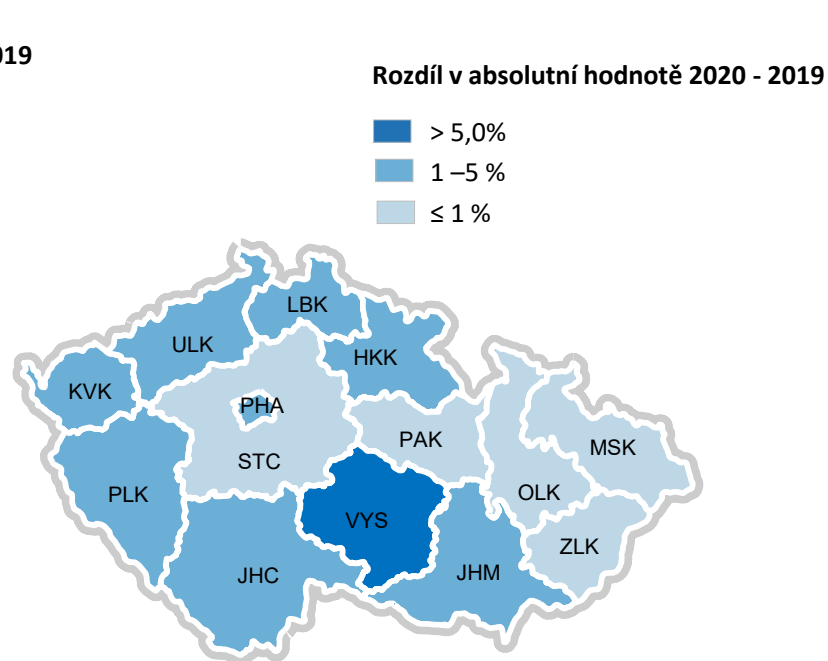 019
Rozdíl v absolutní hodnotě 2020 - 2019
> 5,0%
1 –5 %
≤ 1 %
LBK
ULK
HKK
KVK
PHA
PAK
MSK
STC
PLK
OLK
VYS
ZLK
JHC
JHM